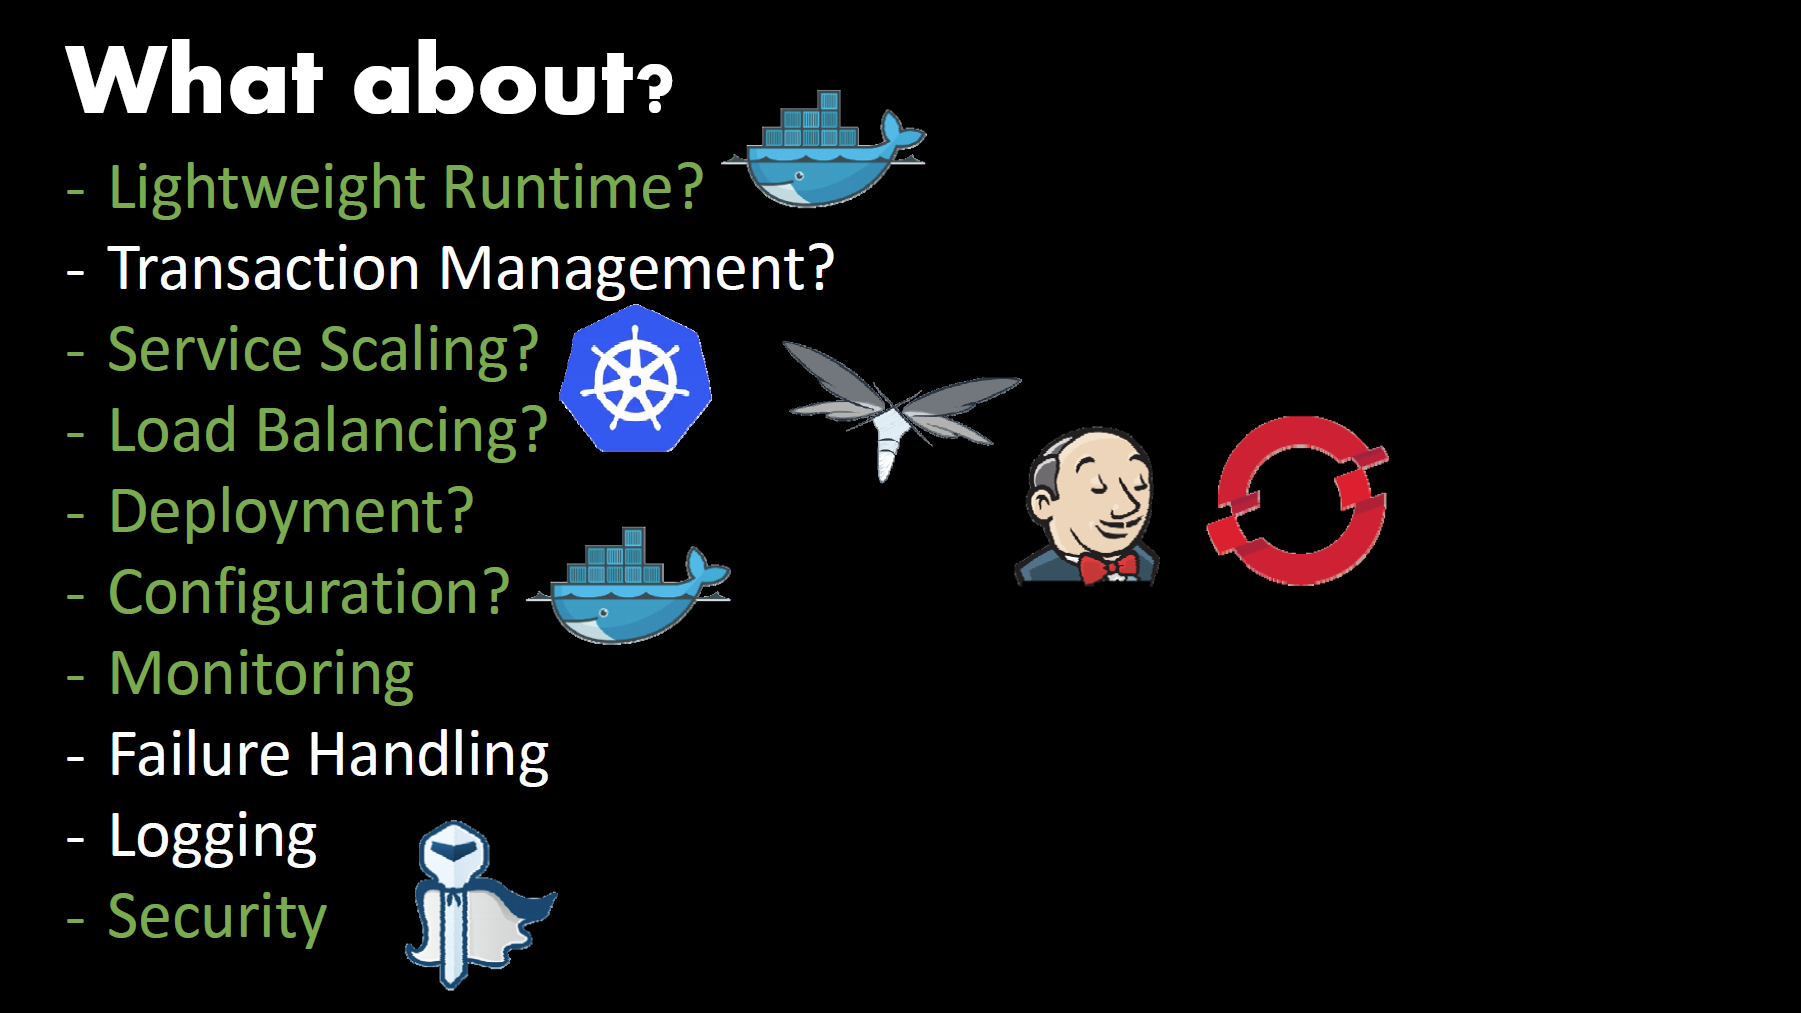 What about?
- Lightweight Runtime?
- Transaction Management?
- Service Scaling?
- Load Balancing?
- Deployment?
- Configuration?
- Monitoring
- Failure Handling
- Logging
- Security